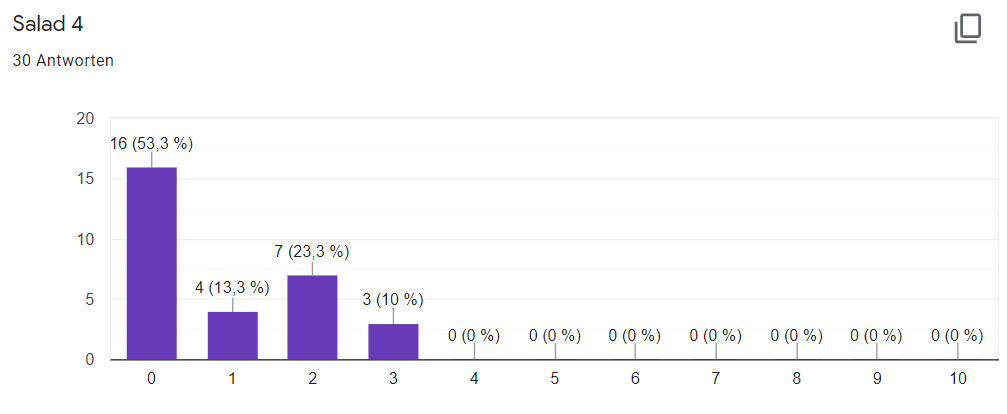 Salad 4
30 Antworten
20
16 (53,3 %)
15
10
7 (23,3 %)
5
4 (13,3 %)
3 (10 %)
0 (0 %) 0 (0 %) 0 (0 %) 0 (0 %) 0 (0 %) 0 (0 %) 0 (0 %)
0
0 1 2 3 4 5 6 7 8 9 10